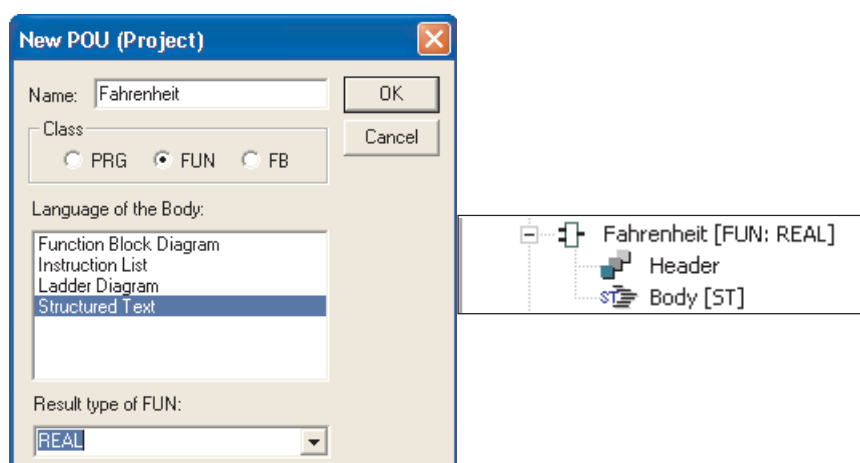 New POU (Project)
Name: Fahrenheit
OK
Class
Cancel
PRG FUN FB
Language of the Body:
Function Block Diagram
Instruction List
Ladder Diagram
Structured Text
Result type of FUN:
REAL
Fahrenheit [FUN: REAL]
Header
ST Body [ST]